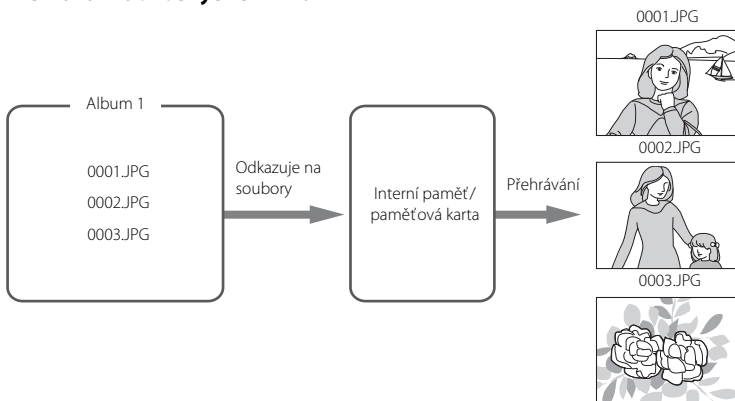 0001.JPG
Album 1
0001.JPG
0002.JPG
0003.JPG
Odkazuje na
soubory
Interní paměť/
paměťová karta
Přehrávání
0002.JPG
0003.JPG